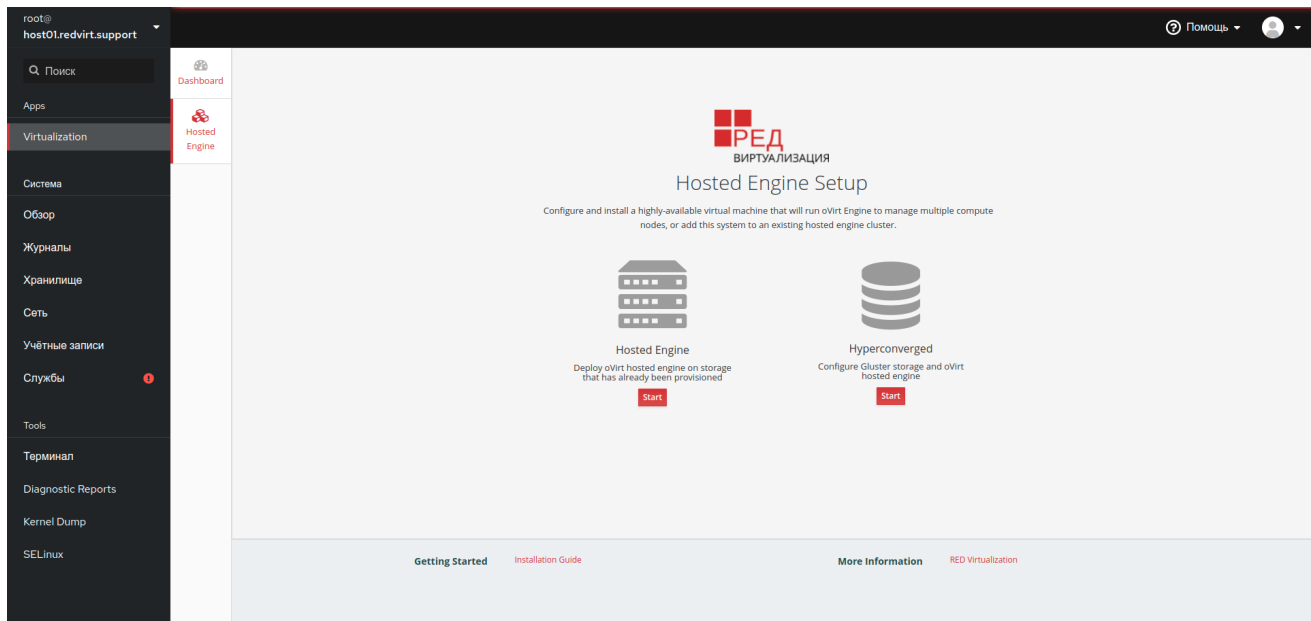 root@
host01.redvirt.support
Помощь
Поиск
Apps
Virtualization
Система
Обзор
Журналы
Хранилище
Сеть
Учётные записи
Службы
Tools
Терминал
Diagnostic Reports
Kernel Dump
SELinux
Dashboard
Hosted
Engine
РЕД
ВИРТУАЛИЗАЦИЯ
Hosted Engine Setup
Configure and install a highly-available virtual machine that will run oVirt Engine to manage multiple compute
nodes, or add this system to an existing hosted engine cluster.
Hosted Engine
Deploy oVirt hosted engine on storage
that has already been provisioned
Start
Hyperconverged
Configure Gluster storage and oVirt
hosted engine
Start
Getting Started
Installation Guide
More Information
RED Virtualization